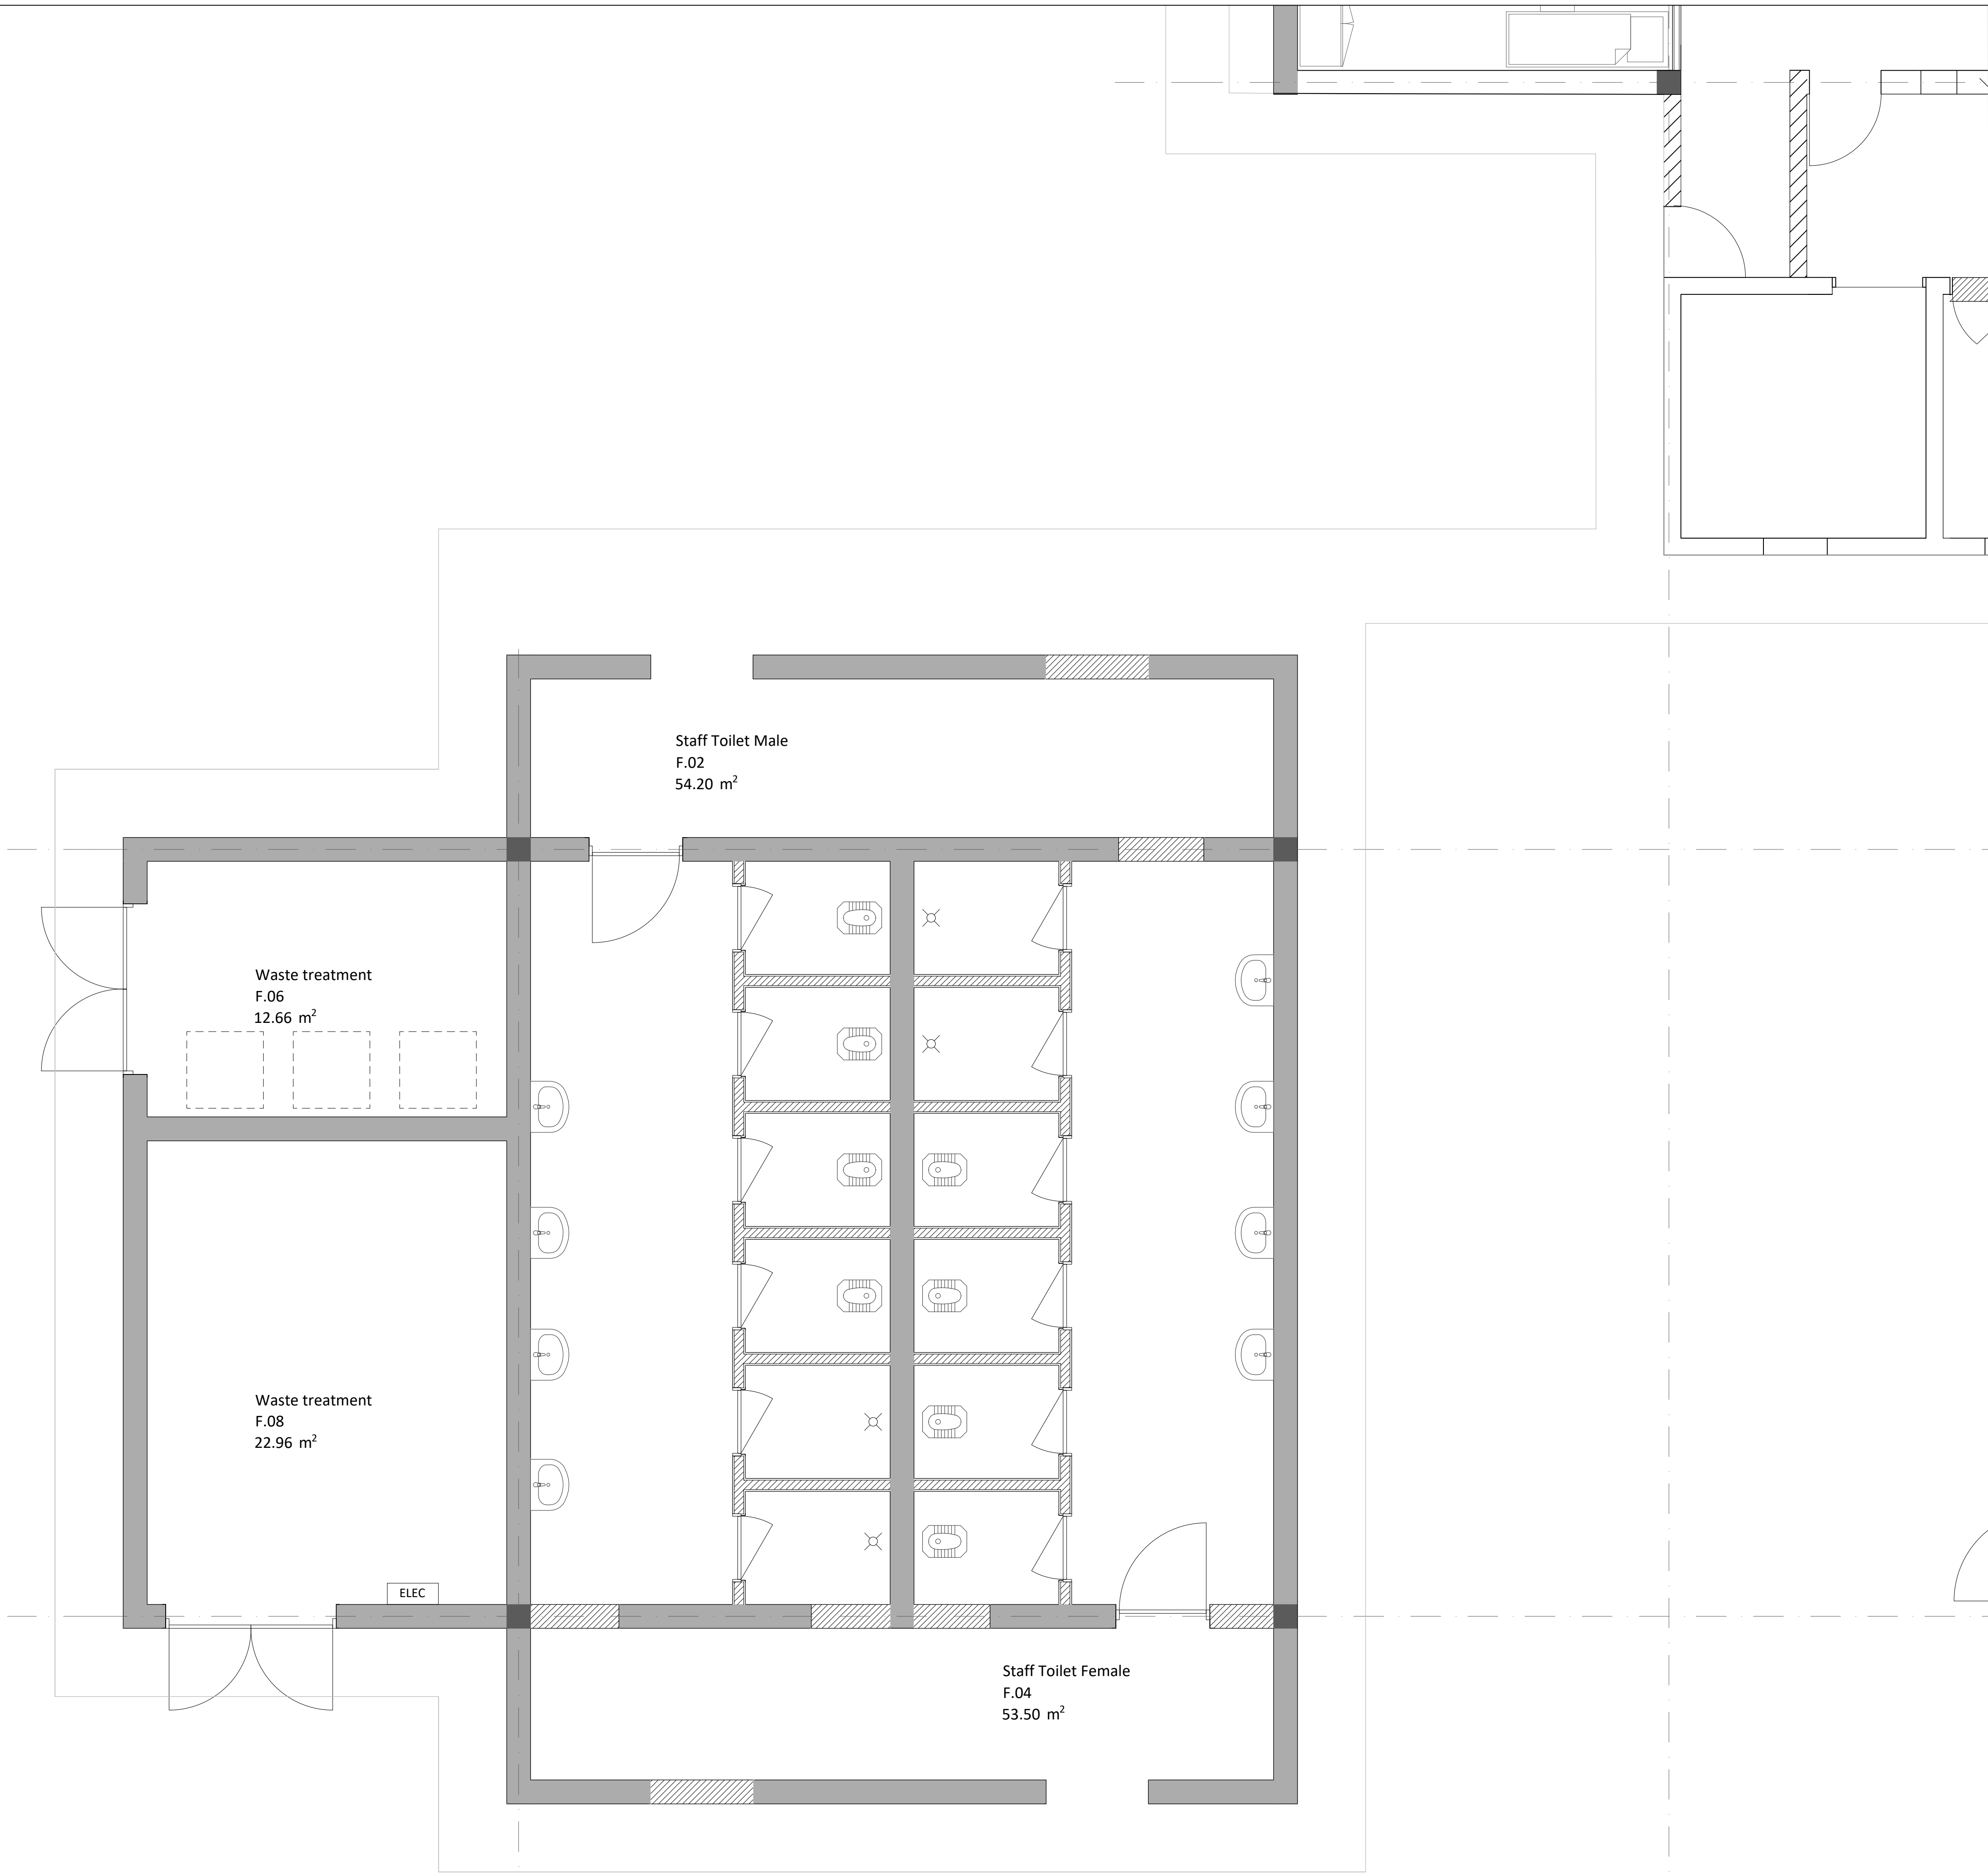 Staff Toilet Male
F.02
54.20 m²
Waste treatment
F.06
12.66 m²
Waste treatment
F.08
22.96 m²
ELEC
Staff Toilet Female
F.04
53.50 m²